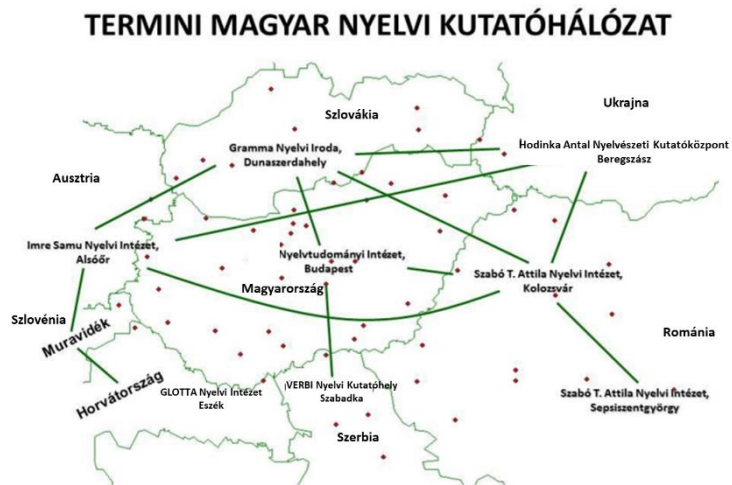 TERMINI MAGYAR NYELVI KUTATÓHÁLÓZAT
Ukrajna
Szlovákia
Hodinka Antal Nyelvészeti Kutatóközpont
Beregszász
Gramma Nyelvi Iroda,
Dunaszerdahely
Ausztria
Imre Samu Nyelvi Intézet,
Alsóőr
Nyelvtudományi Intézet,
Budapest
Szabó T. Attila Nyelvi Intézet,
Kolozsvár
Magyarország
Szlovénia
Muravidék
Románia
Horvátország
GLOTTA Nyelvi Intézet
Eszék
VERBI Nyelvi Kutatóhely
Szabadka
Szabó T. Attila Nyelvi Intézet,
Sepsiszentgyörgy
Szerbia